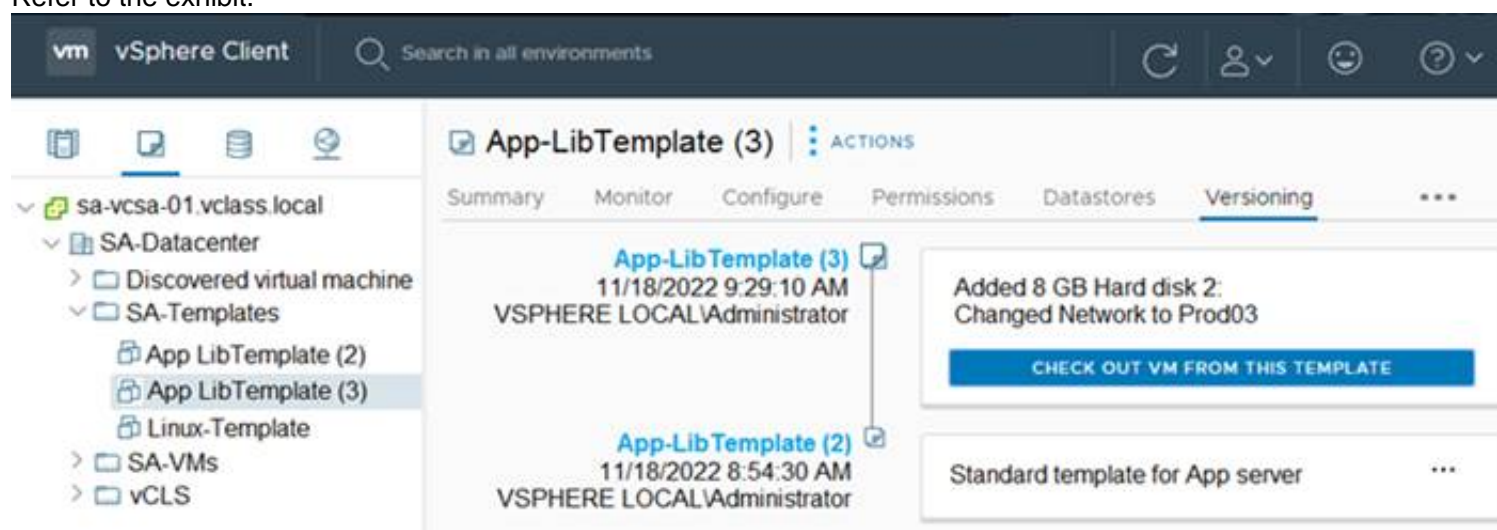 Refer to the exhibit.
vm vSphere Client Search in all environments
App-LibTemplate (3) ACTIONS
Summary Monitor Configure Permissions Datastores Versioning ...
sa-vcsa-01.vclass.local
SA-Datacenter
Discovered virtual machine
SA-Templates
App LibTemplate (2)
App LibTemplate (3)
Linux-Template
SA-VMs
vCLS
App-LibTemplate (3)
11/18/2022 9:29:10 AM
VSPHERE LOCAL\Administrator
Added 8 GB Hard disk 2:
Changed Network to Prod03
CHECK OUT VM FROM THIS TEMPLATE
App-LibTemplate (2)
11/18/2022 8:54:30 AM
VSPHERE LOCAL\Administrator
Standard template for App server ...